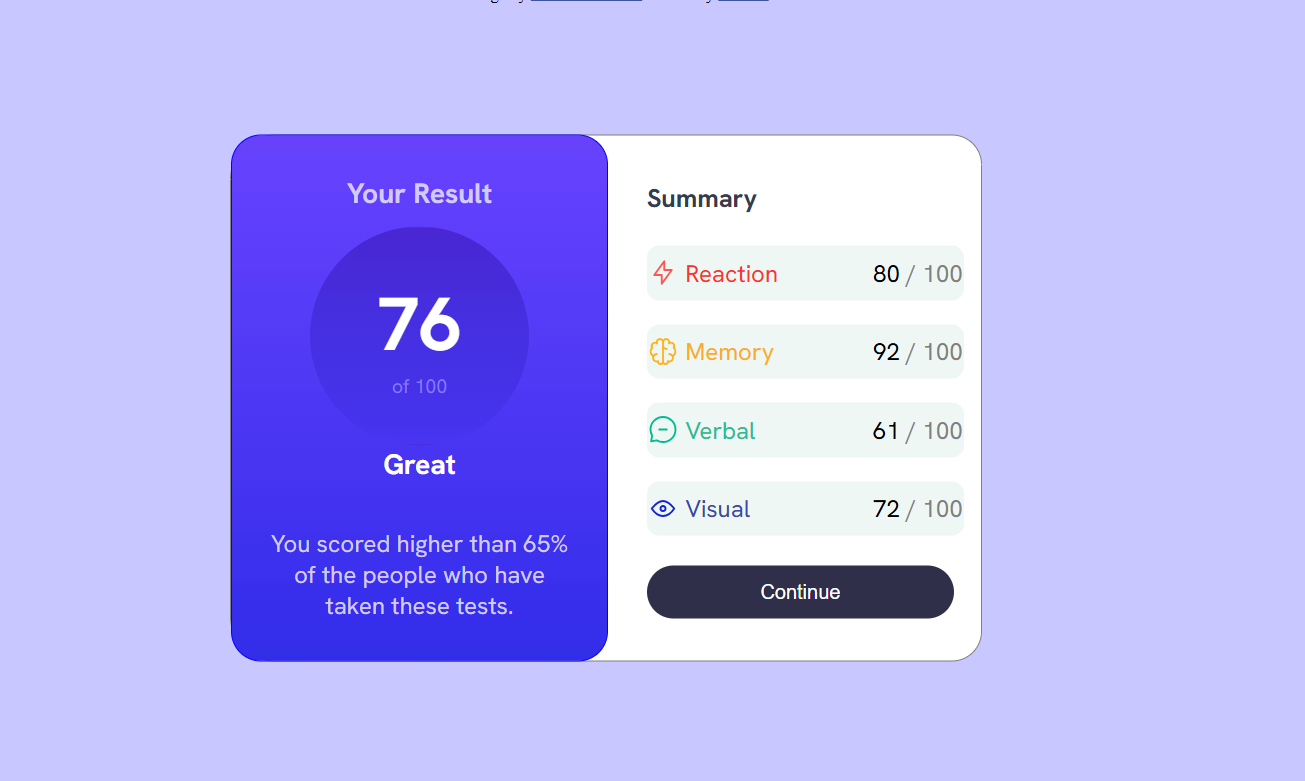 Your Result
76
of 100
Great
You scored higher than 65%
of the people who have
taken these tests.
Summary
Reaction 80 / 100
Memory 92 / 100
Verbal 61 / 100
Visual 72 / 100
Continue